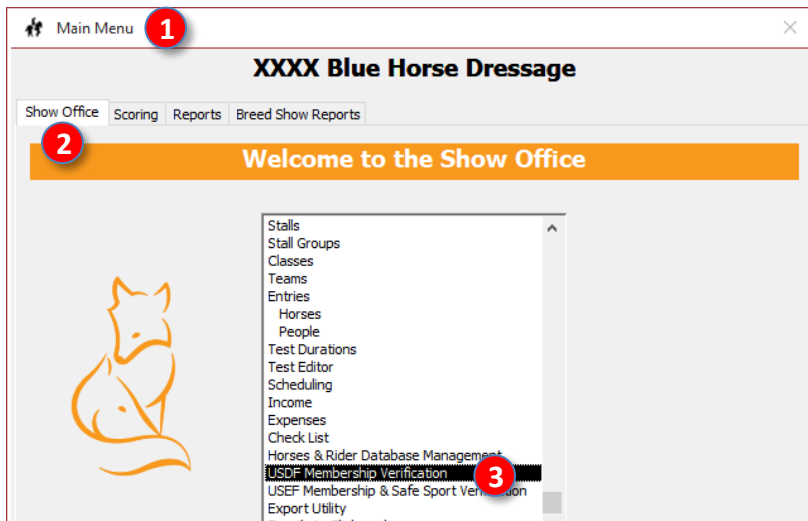 Main Menu 1
XXXX Blue Horse Dressage
Show Office Scoring Reports Breed Show Reports
2
Welcome to the Show Office
Stalls
Stall Groups
Classes
Teams
Entries
Horses
People
Test Durations
Test Editor
Scheduling
Income
Expenses
Check List
Horses & Rider Database Management
USDF Membership Verification 3
USEF Membership & Safe Sport Verification
Export Utility